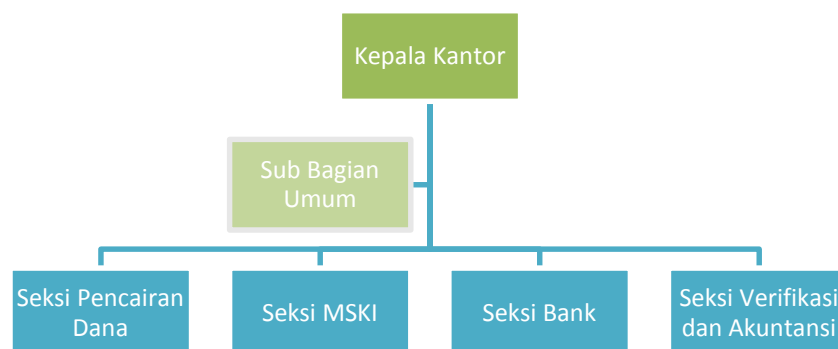 Kepala Kantor
Sub Bagian
Umum
Seksi Pencairan
Dana
Seksi MSKI
Seksi Bank
Seksi Verifikasi
dan Akuntansi